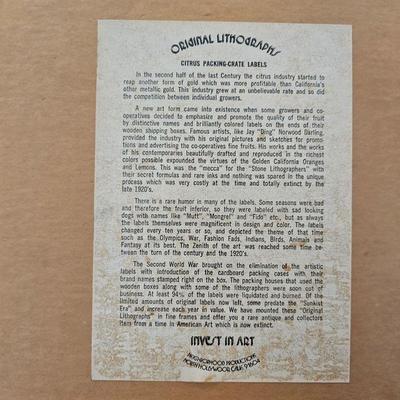 ORIGINAL LITHOGRAPHS
CITRUS PACKING-CRATE LABELS
In the second half of the last Century the citrus industry started to
reap another form of gold which was more profitable than California's
other metallic gold. This industry grew at an unbelievable rate and so did
the competition between individual growers.
A new art form came into existence when some growers and co-
operatives decided to emphasize and promote the quality of their fruit
by distinctive names and brilliantly colored labels on the ends of their
wooden shipping boxes. Famous artists, like Jay "Ding" Norwood Darling,
provided the industry with his original pictures and sketches for promo-
tions and advertising the co-operatives fine fruits. His works and the works
of his contemporaries beautifully drafted and reproduced in the richest
colors possible expounded the virtues of the Golden California Oranges
and Lemons. This was the "mecca" for the "Stone Lithographers" with
their secret formulas and rare inks and nothing was spared in the unique
process which was very costly at the time and totally extinct by the
late 1920's.
There is a rare humor in many of the labels. Some seasons were bad
and therefore the fruit inferior, so they were labeled with sad looking
dogs with names like "Mutt", "Mongrel" and "Fido" etc., but as always
the labels themselves were magnificent in design and color. The labels
changed every ten years or so, and depicted the theme of that time
such as the Olympics, War, Fashion Fads, Indians, Birds, Animals and
Fantasy at its best. The Zenith of the art was reached some time be-
tween the turn of the century and the 1920's.
The Second World War brought on the elimination of the artistic
labels with introduction of the cardboard packing cases with their
brand names stamped right on the box. The packing houses that used the
wooden boxes along with some of the lithographers were soon out of
business. At least 94% of the labels were liquidated and burned. Of the
limited amounts of original labels now left, some predate the "Sunkist
Era" and increase each year in value. We have mounted these "Original
Lithographs" in fine frames and offer you a rare antique and collectors
item from a time in American Art which is now extinct.
INVEST IN ART
NEIGHBORHOOD PRODUCTIONS
NORTH HOLLYWOOD CALIF. 91604